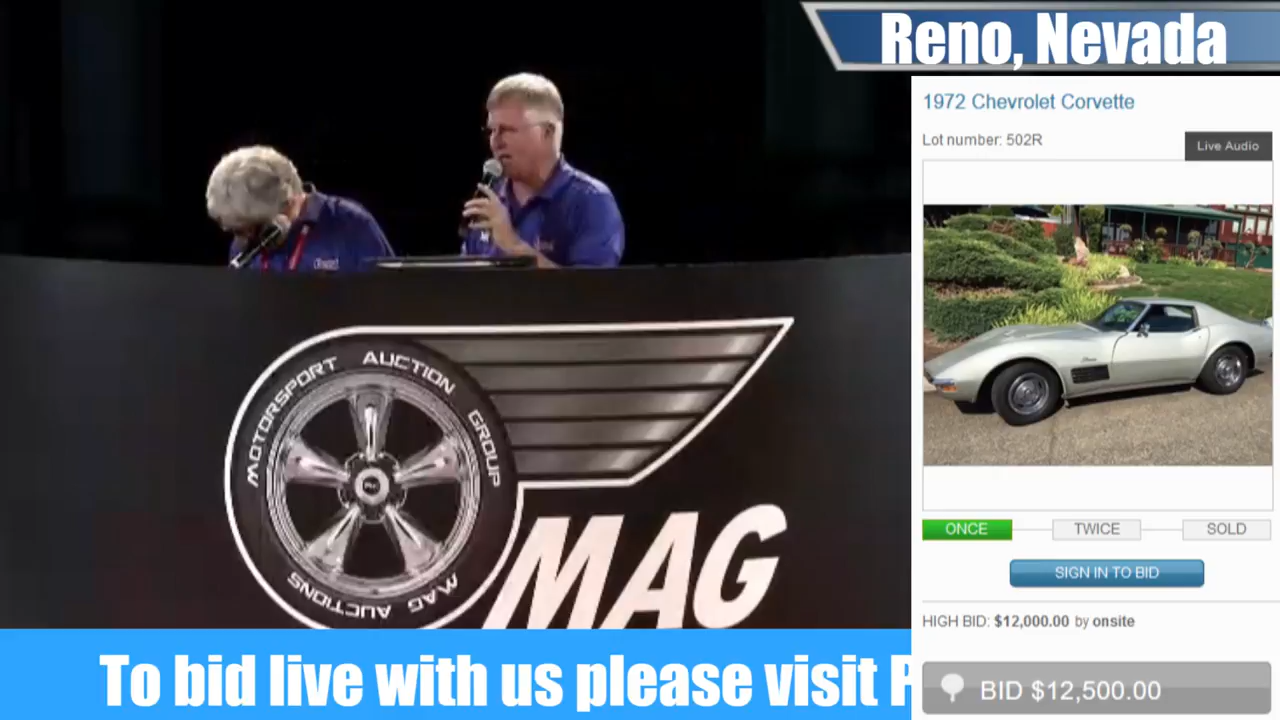 Reno, Nevada
1972 Chevrolet Corvette
Lot number: 502R
Live Audio
MOTORSPORT AUCTION GROUP
MAG AUCTIONS
MAG
ONCE
TWICE
SOLD
SIGN IN TO BID
HIGH BID: $12,000.00 by onsite
BID $12,500.00
To bid live with us please visit